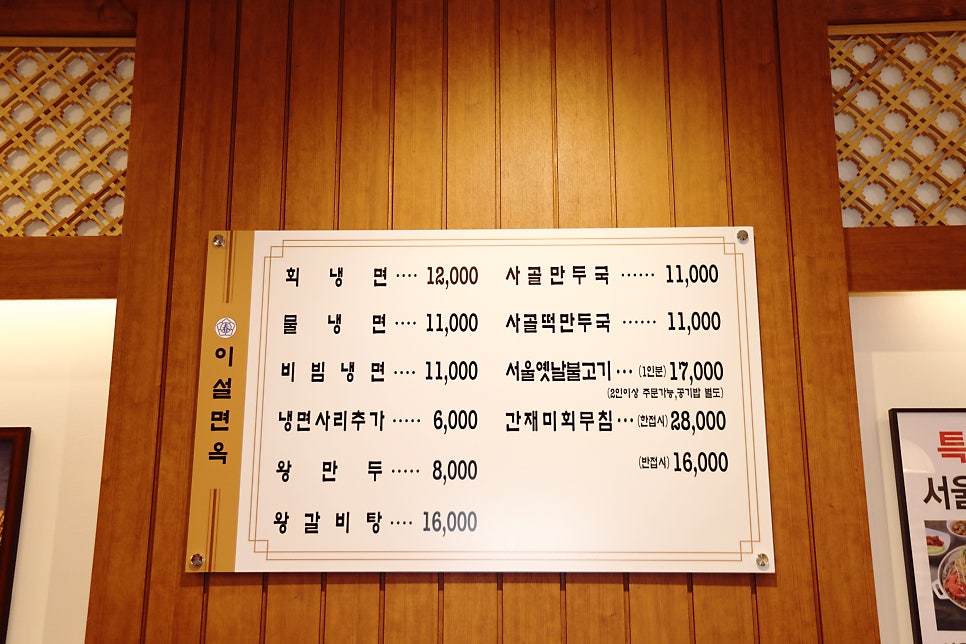 이설면옥
회 냉 면 ···· 12,000
물 냉 면 ···· 11,000
비 빔 냉 면 ···· 11,000
냉면사리추가 ····· 6,000
왕 만 두 ····· 8,000
왕 갈 비 탕 ···· 16,000
사 골 만 두 국 ······ 11,000
사골떡만두국 ······ 11,000
서울옛날불고기 ··· (1인분) 17,000
(2인이상 주문가능,공기밥 별도)
간재미회무침 ··· (한접시) 28,000
(반접시) 16,000
특
서울